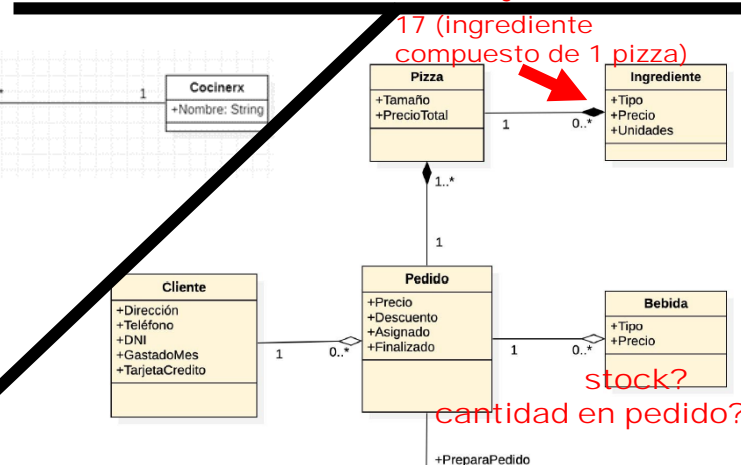 17 (ingrediente
compuesto de 1 pizza)
*
1
Cocinerx
+Nombre: String
Pizza
+Tamaño
+PrecioTotal
1
0..*
Ingrediente
+Tipo
+Precio
+Unidades
1..*
1
Cliente
+Dirección
+Teléfono
+DNI
+GastadoMes
+TarjetaCredito
1
0..*
Pedido
+Precio
+Descuento
+Asignado
+Finalizado
1
0..*
Bebida
+Tipo
+Precio
stock?
cantidad en pedido?
+PreparaPedido